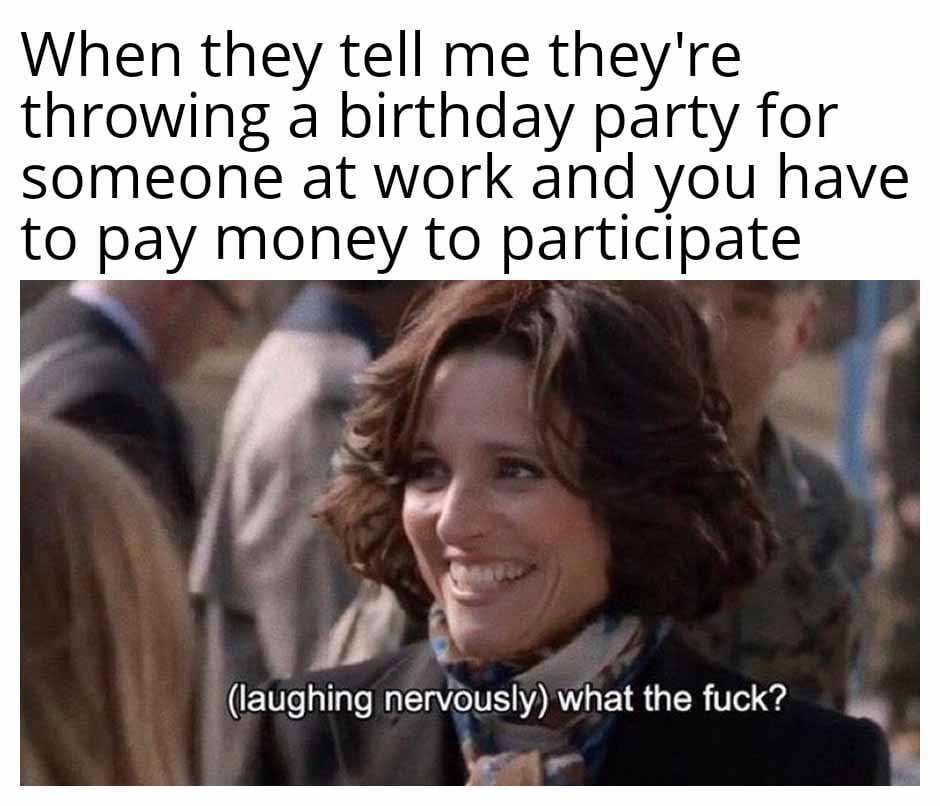 When they tell me they're
throwing a birthday party for
someone at work and you have
to pay money to participate
(laughing nervously) what the fuck?